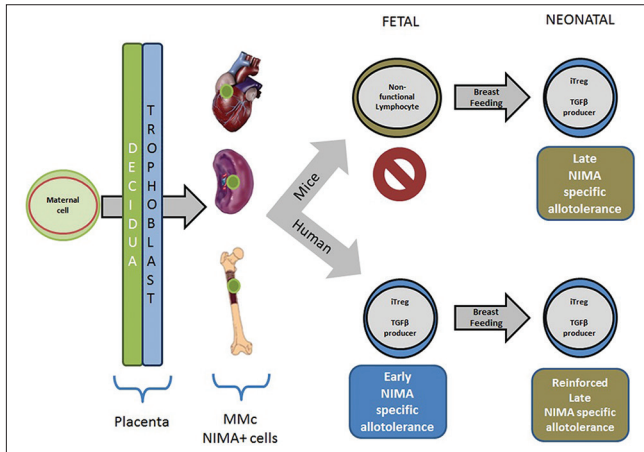 FETAL
NEONATAL
Non-
functional
Lymphocyte
Breast
Feeding
iTreg
TGFβ
producer
Late
NIMA
specific
allotolerance
DECIDUA
TROPHOBLAST
Maternal
cell
Mice
Human
iTreg
TGFβ
producer
Breast
Feeding
iTreg
TGFβ
producer
Early
NIMA
specific
allotolerance
Reinforced
Late
NIMA specific
allotolerance
Placenta
MMc
NIMA+ cells